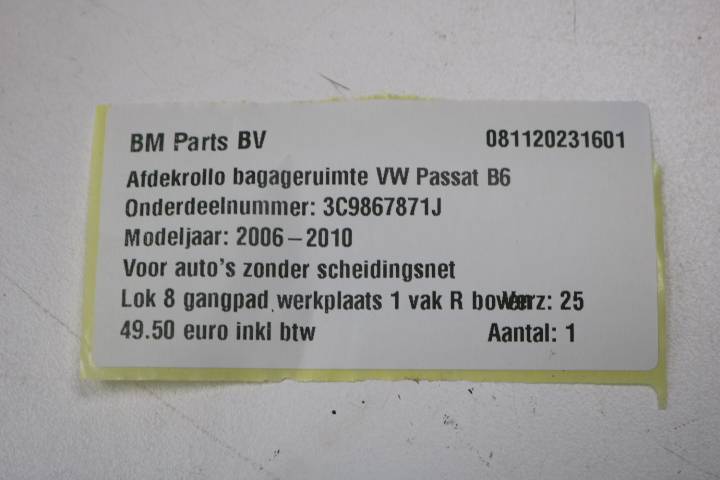 BM Parts BV 081120231601
Afdekrollo bagageruimte VW Passat B6
Onderdeelnummer: 3C9867871J
Modeljaar: 2006-2010
Voor auto's zonder scheidingsnet
Lok 8 gangpad werkplaats 1 vak R boven Verz: 25
49.50 euro inkl btw Aantal: 1